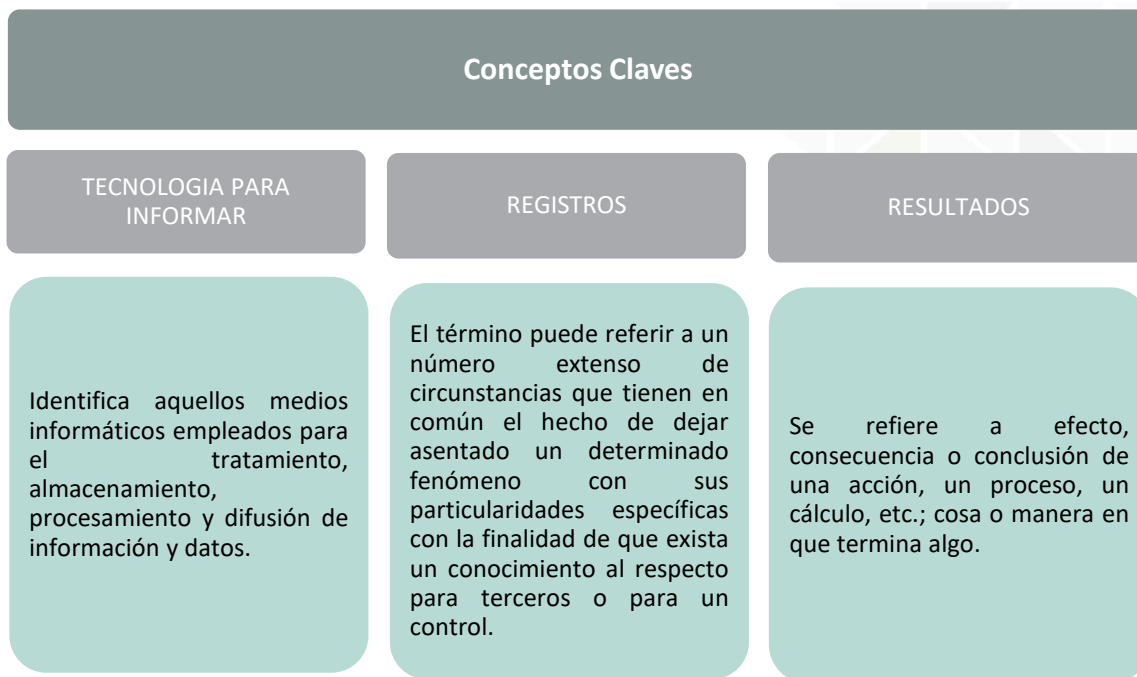 Conceptos Claves
TECNOLOGIA PARA
INFORMAR
REGISTROS
RESULTADOS
Identifica aquellos medios
informáticos empleados para
el tratamiento,
almacenamiento,
procesamiento y difusión de
información y datos.
El término puede referir a un
número extenso de
circunstancias que tienen en
común el hecho de dejar
asentado un determinado
fenómeno con sus
particularidades específicas
con la finalidad de que exista
un conocimiento al respecto
para terceros o para un
control.
Se refiere a efecto,
consecuencia o conclusión de
una acción, un proceso, un
cálculo, etc.; cosa o manera en
que termina algo.